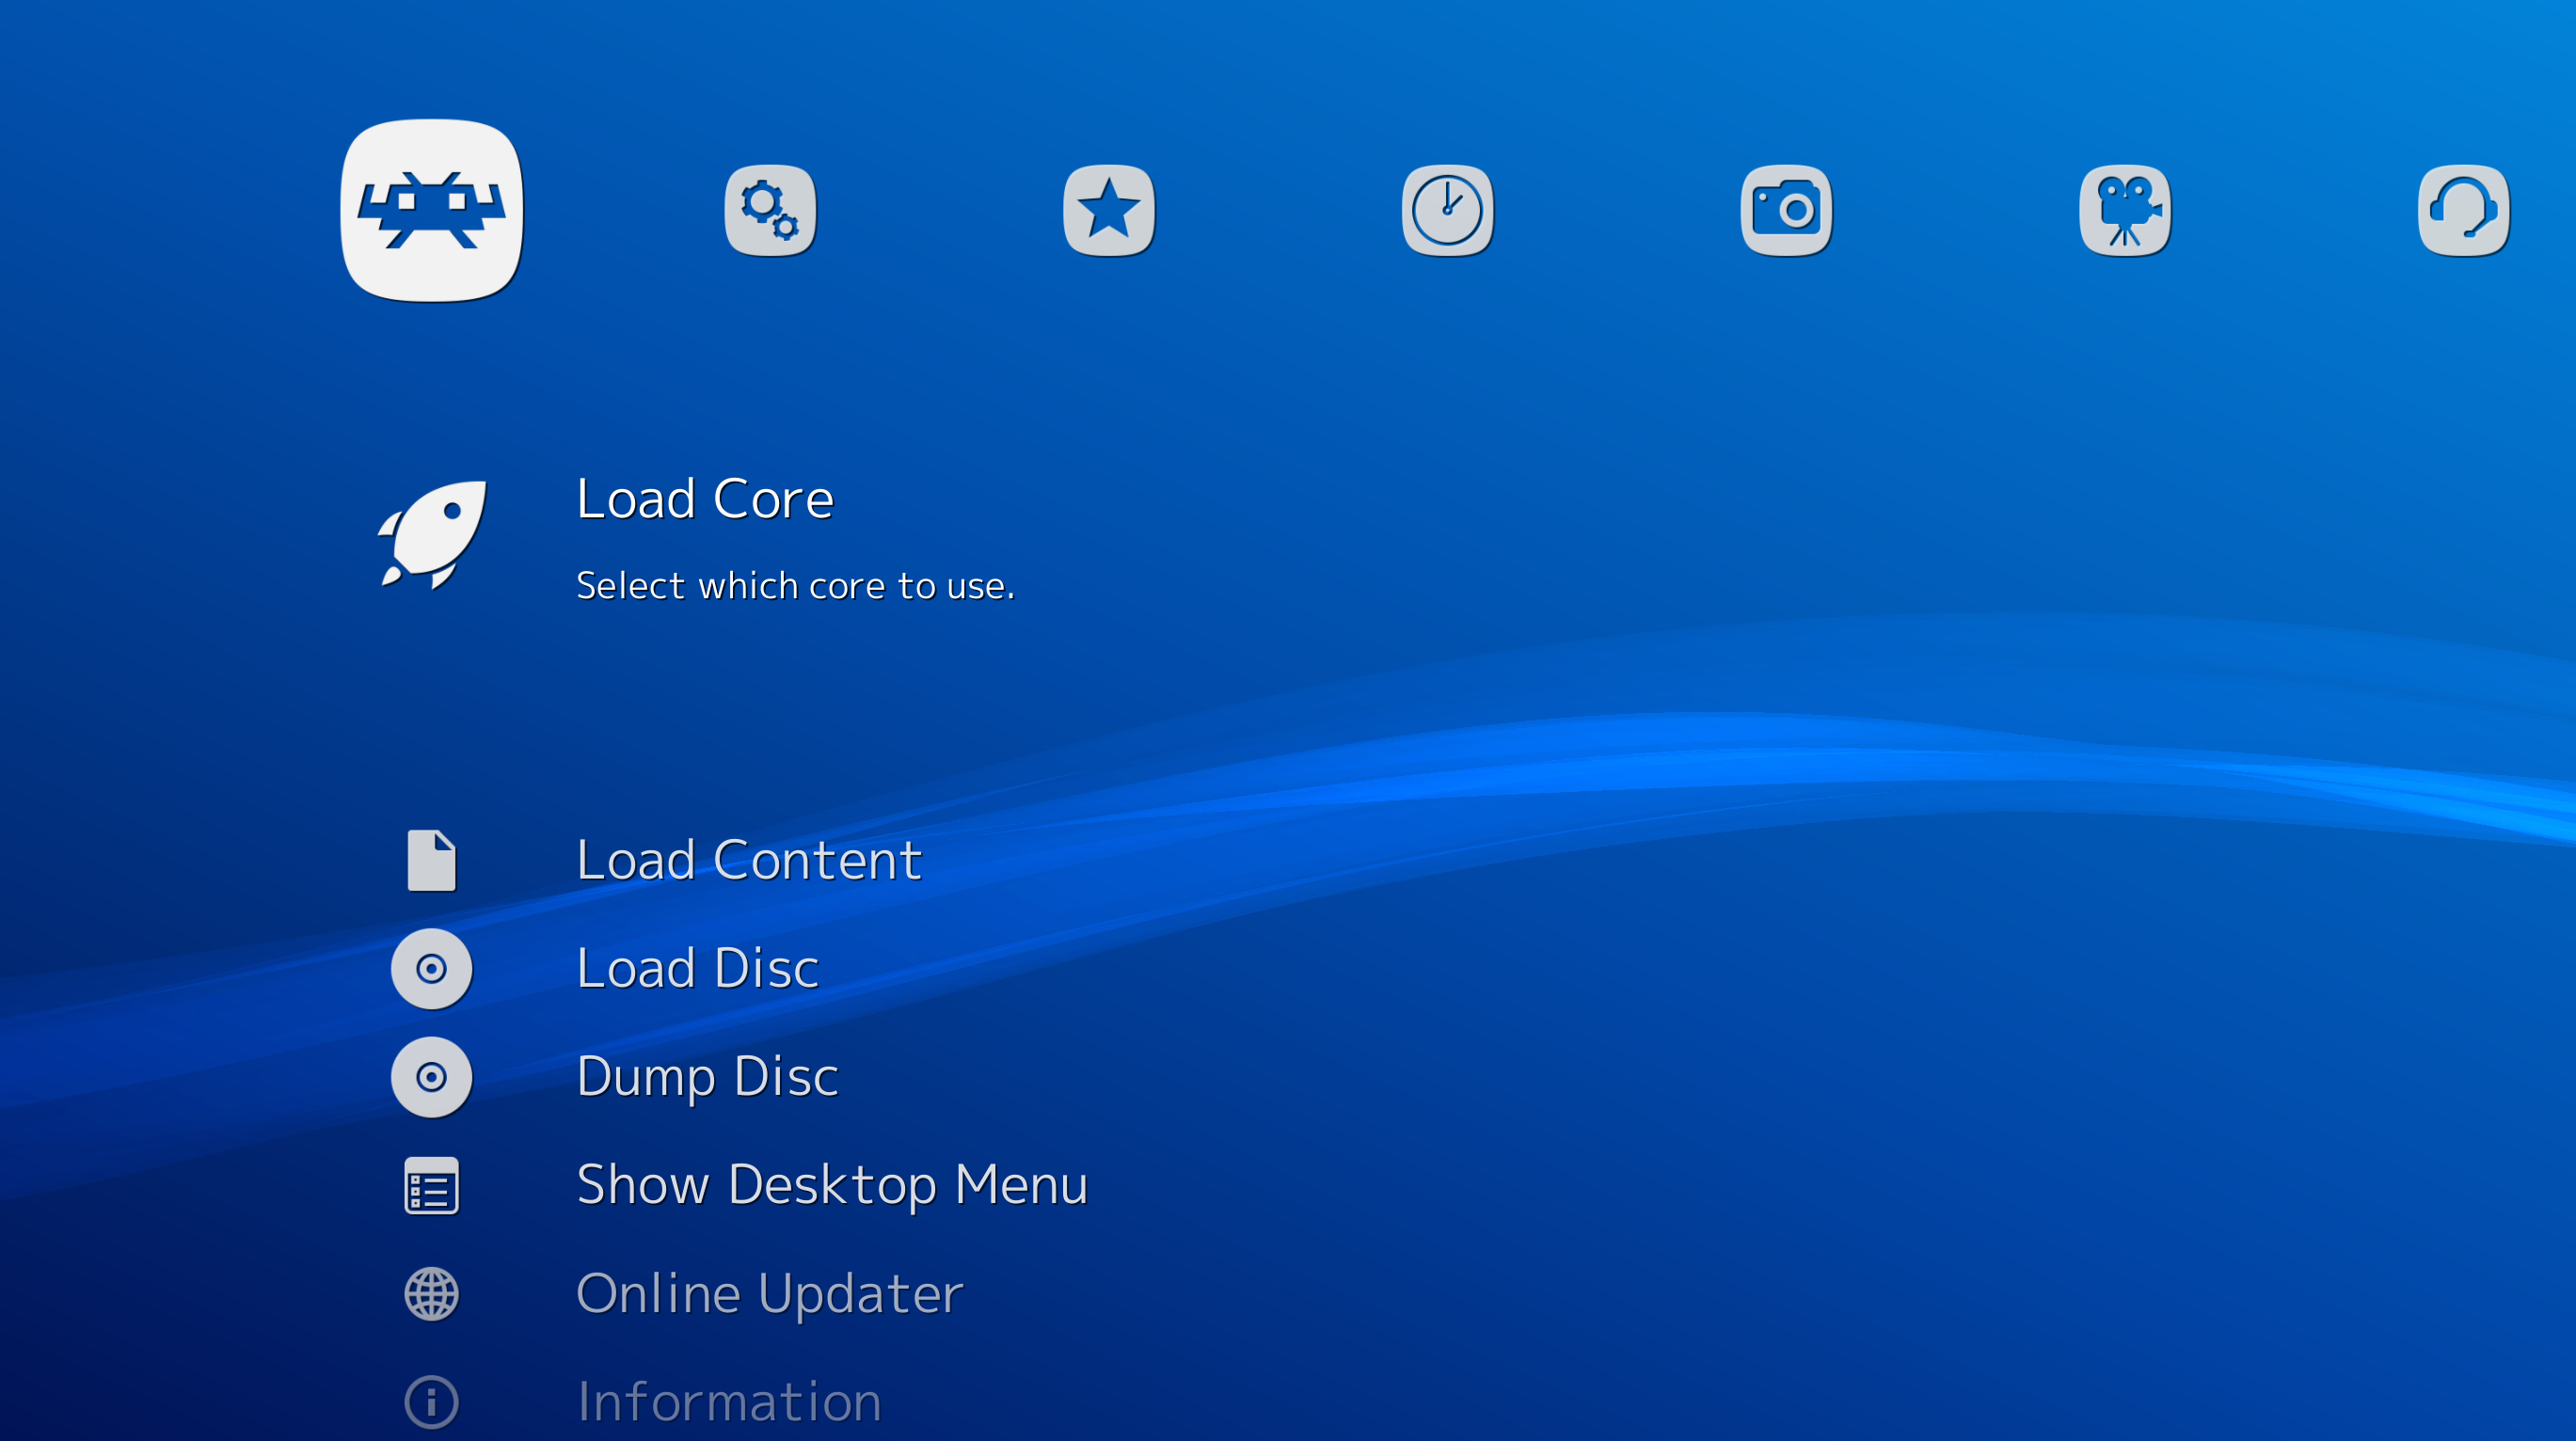 Load Core
Select which core to use.
Load Content
Load Disc
Dump Disc
Show Desktop Menu
Online Updater
Information